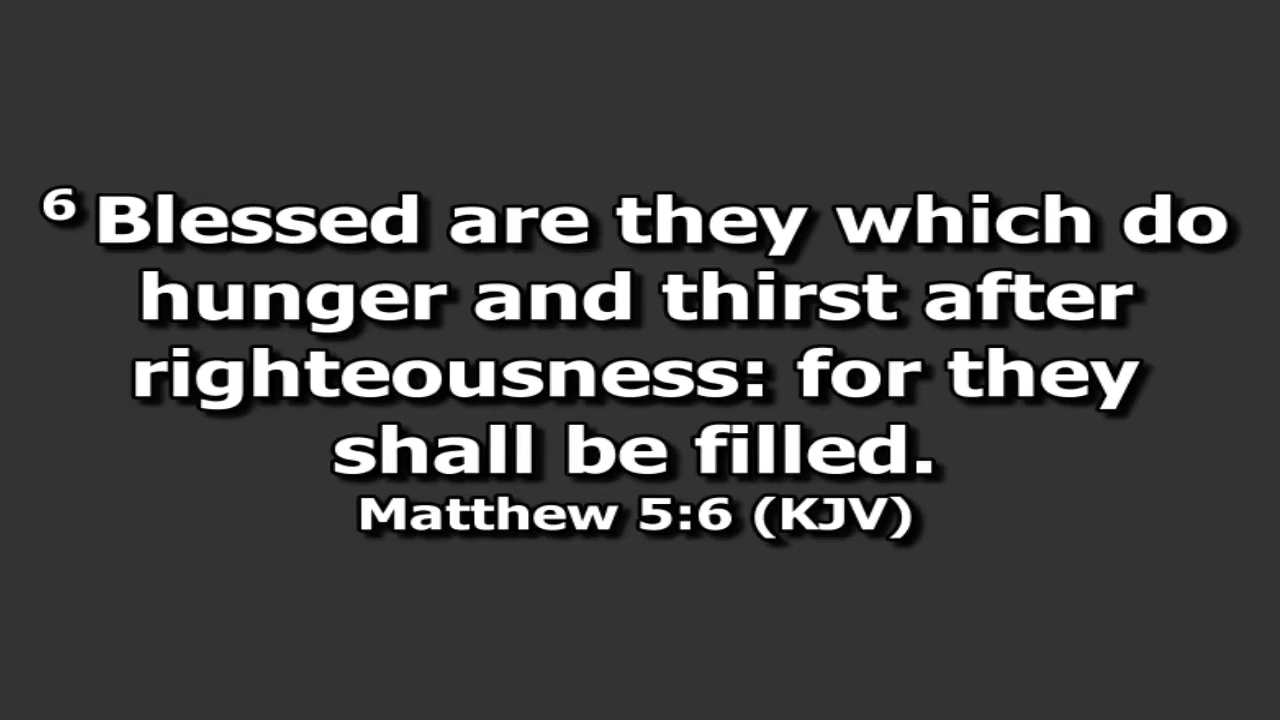 6 Blessed are they which do
hunger and thirst after
righteousness: for they
shall be filled.
Matthew 5:6 (KJV)